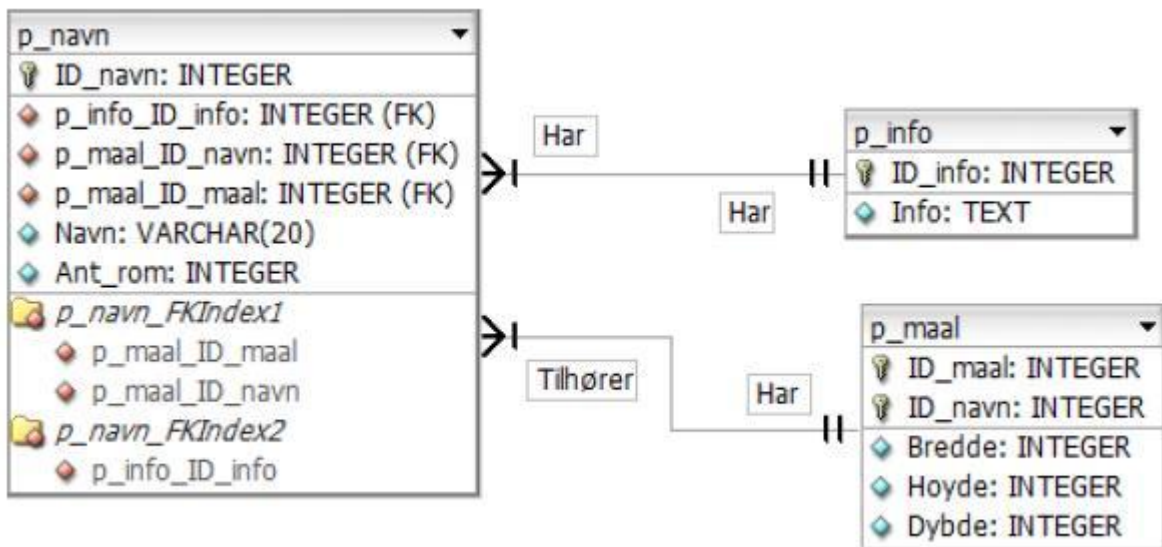 p_navn
ID_navn: INTEGER
p_info_ID_info: INTEGER (FK)
p_maal_ID_navn: INTEGER (FK)
p_maal_ID_maal: INTEGER (FK)
Navn: VARCHAR(20)
Ant_rom: INTEGER
p_navn_FKIndex1
p_maal_ID_maal
p_maal_ID_navn
p_navn_FKIndex2
p_info_ID_info
Har
Har
p_info
ID_info: INTEGER
Info: TEXT
Tilhører
Har
p_maal
ID_maal: INTEGER
ID_navn: INTEGER
Bredde: INTEGER
Hoyde: INTEGER
Dybde: INTEGER